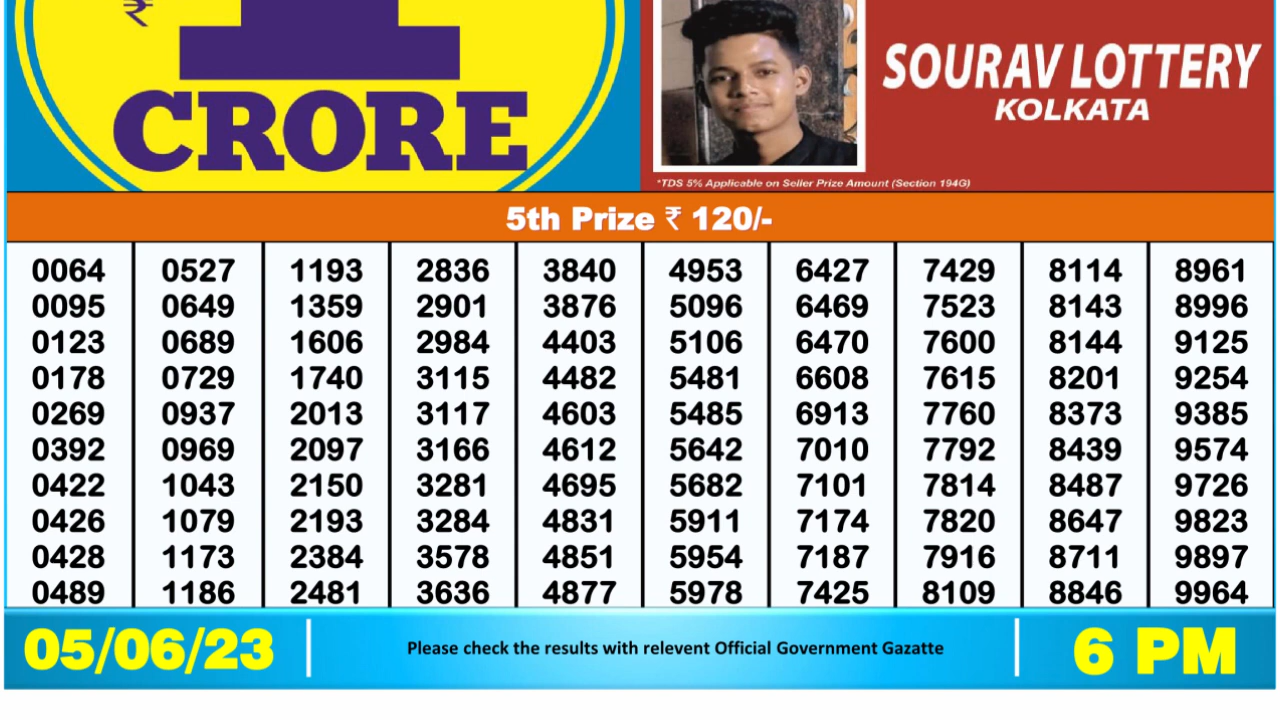 ₹ 1
CRORE
SOURAV LOTTERY
KOLKATA
*TDS 5% Applicable on Seller Prize Amount (Section 194G)
5th Prize ₹ 120/-
0064 0527 1193 2836 3840 4953 6427 7429 8114 8961
0095 0649 1359 2901 3876 5096 6469 7523 8143 8996
0123 0689 1606 2984 4403 5106 6470 7600 8144 9125
0178 0729 1740 3115 4482 5481 6608 7615 8201 9254
0269 0937 2013 3117 4603 5485 6913 7760 8373 9385
0392 0969 2097 3166 4612 5642 7010 7792 8439 9574
0422 1043 2150 3281 4695 5682 7101 7814 8487 9726
0426 1079 2193 3284 4831 5911 7174 7820 8647 9823
0428 1173 2384 3578 4851 5954 7187 7916 8711 9897
0489 1186 2481 3636 4877 5978 7425 8109 8846 9964
05/06/23
Please check the results with relevent Official Government Gazatte
6 PM